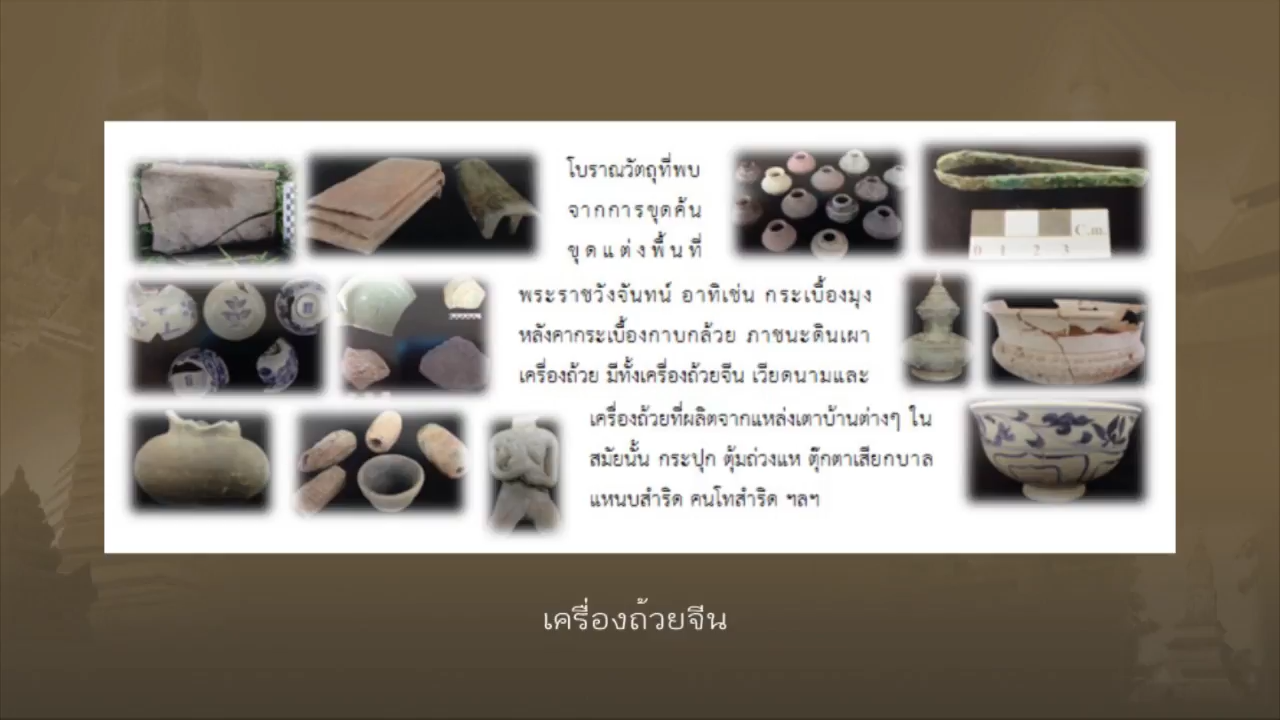 โบราณวัตถุที่พบ
จากการขุดค้น
ขุดแต่งพื้นที่
พระราชวังจันทน์ อาทิเช่น กระเบื้องมุง
หลังคากระเบื้องกาบกล้วย ภาชนะดินเผา
เครื่องถ้วย มีทั้งเครื่องถ้วยจีน เวียดนามและ
เครื่องถ้วยที่ผลิตจากแหล่งเตาบ้านต่างๆ ใน
สมัยนั้น กระปุก ตุ้มถ่วงแห ตุ๊กตาเสียกบาล
แหนบสำริด คนโทสำริด ฯลฯ
C.m.
0 1 2 3
เครื่องถ้วยจีน